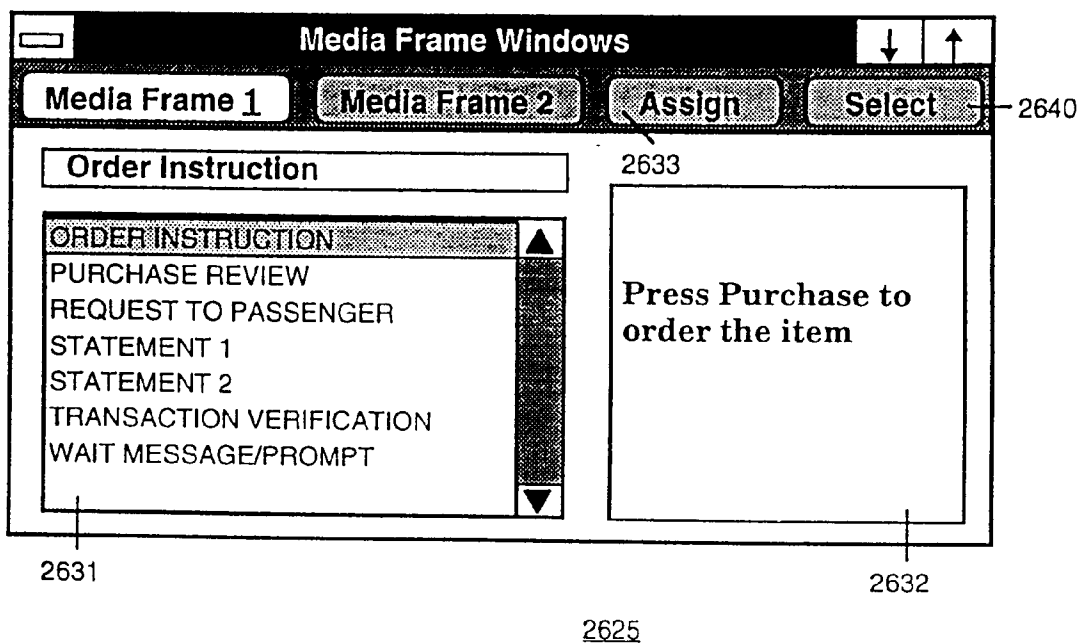 Media Frame Windows
Media Frame 1 Media Frame 2 Assign Select
2640
2633
Order Instruction
ORDER INSTRUCTION
PURCHASE REVIEW
REQUEST TO PASSENGER
STATEMENT 1
STATEMENT 2
TRANSACTION VERIFICATION
WAIT MESSAGE/PROMPT
Press Purchase to
order the item
2631
2632
2625